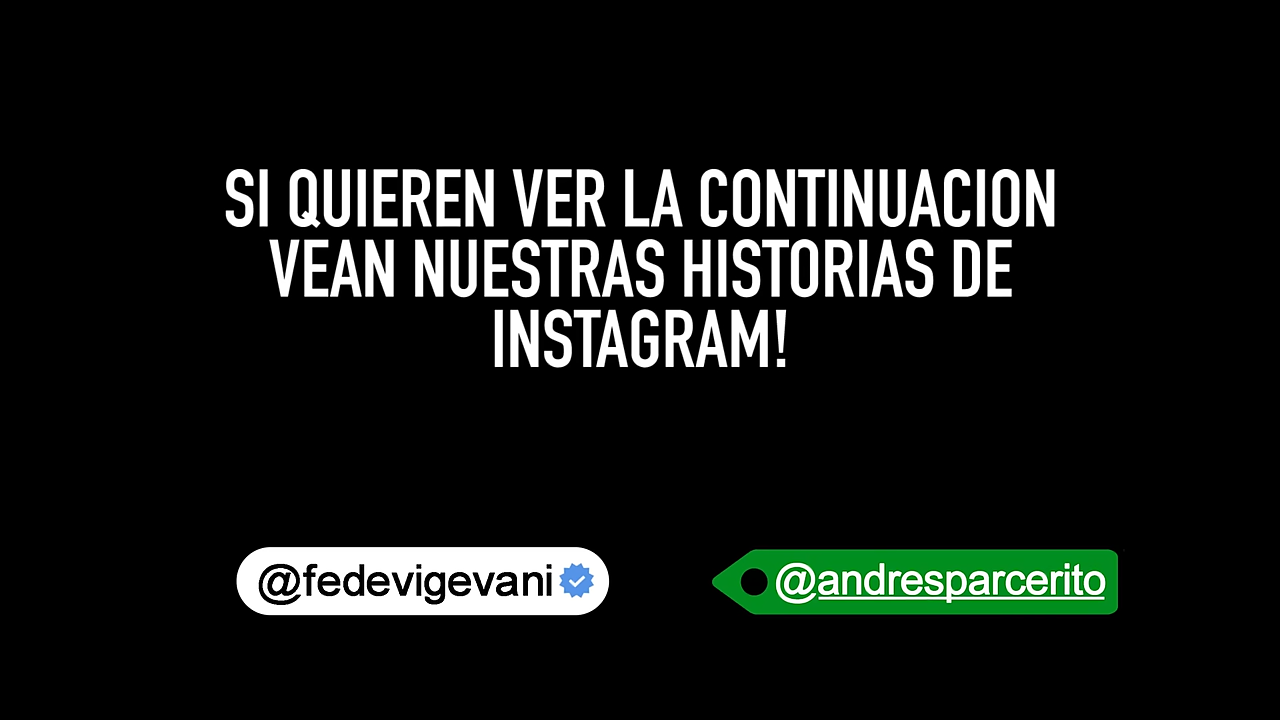 SI QUIEREN VER LA CONTINUACION
VEAN NUESTRAS HISTORIAS DE
INSTAGRAM!
@fedevigevani
@andresparcerito